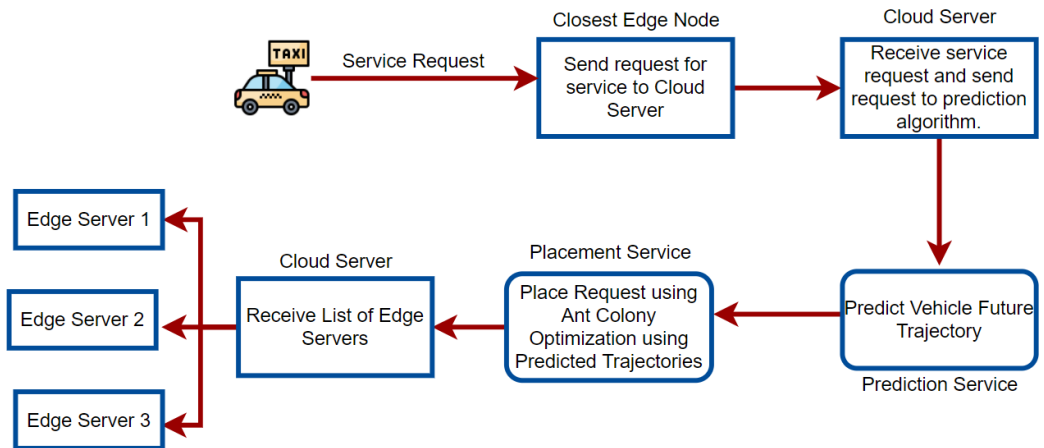 Closest Edge Node
Cloud Server
TAXI
Service Request
Send request for
service to Cloud
Server
Receive service
request and send
request to prediction
algorithm.
Edge Server 1
Edge Server 2
Edge Server 3
Cloud Server
Receive List of Edge
Servers
Placement Service
Place Request using
Ant Colony
Optimization using
Predicted Trajectories
Predict Vehicle Future
Trajectory
Prediction Service